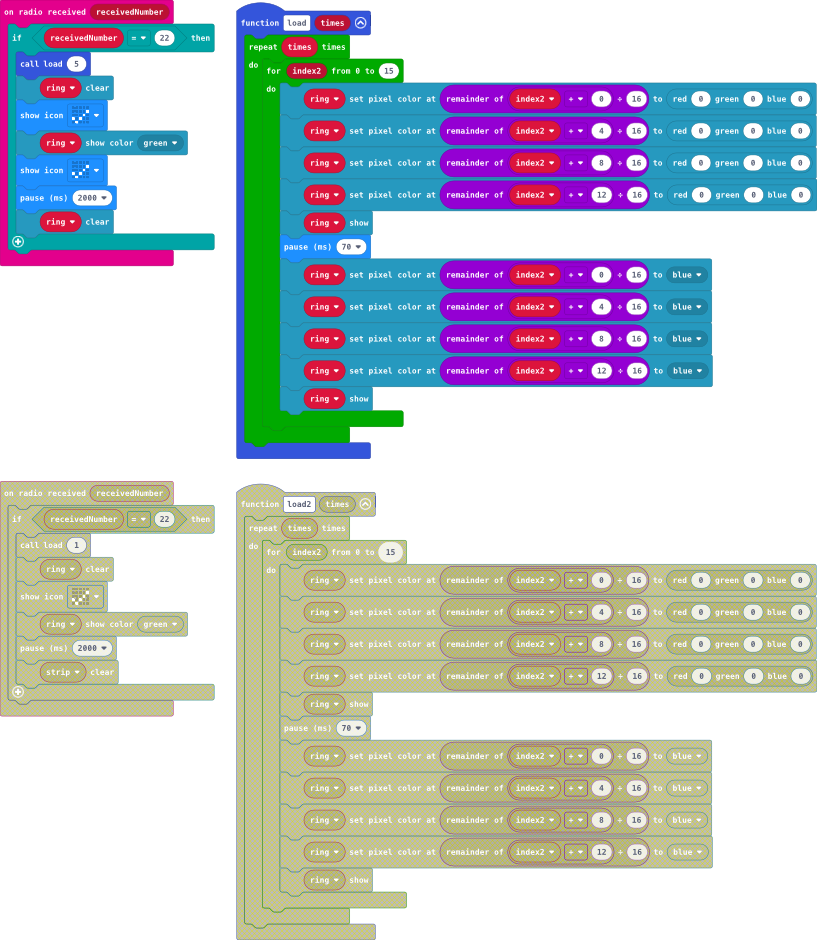 on radio received receivedNumber
if receivedNumber = 22 then
call load 5
ring clear
show icon
ring show color green
show icon
pause (ms) 2000
ring clear
function load times
repeat times times
do
for index2 from 0 to 15
do
ring set pixel color at remainder of index2 + 0 ÷ 16 to red 0 green 0 blue 0
ring set pixel color at remainder of index2 + 4 ÷ 16 to red 0 green 0 blue 0
ring set pixel color at remainder of index2 + 8 ÷ 16 to red 0 green 0 blue 0
ring set pixel color at remainder of index2 + 12 ÷ 16 to red 0 green 0 blue 0
ring show
pause (ms) 70
ring set pixel color at remainder of index2 + 0 ÷ 16 to blue
ring set pixel color at remainder of index2 + 4 ÷ 16 to blue
ring set pixel color at remainder of index2 + 8 ÷ 16 to blue
ring set pixel color at remainder of index2 + 12 ÷ 16 to blue
ring show
on radio received receivedNumber
if receivedNumber = 22 then
call load 1
ring clear
show icon
ring show color green
pause (ms) 2000
strip clear
function load2 times
repeat times times
do
for index2 from 0 to 15
do
ring set pixel color at remainder of index2 + 0 ÷ 16 to red 0 green 0 blue 0
ring set pixel color at remainder of index2 + 4 ÷ 16 to red 0 green 0 blue 0
ring set pixel color at remainder of index2 + 8 ÷ 16 to red 0 green 0 blue 0
ring set pixel color at remainder of index2 + 12 ÷ 16 to red 0 green 0 blue 0
ring show
pause (ms) 70
ring set pixel color at remainder of index2 + 0 ÷ 16 to blue
ring set pixel color at remainder of index2 + 4 ÷ 16 to blue
ring set pixel color at remainder of index2 + 8 ÷ 16 to blue
ring set pixel color at remainder of index2 + 12 ÷ 16 to blue
ring show